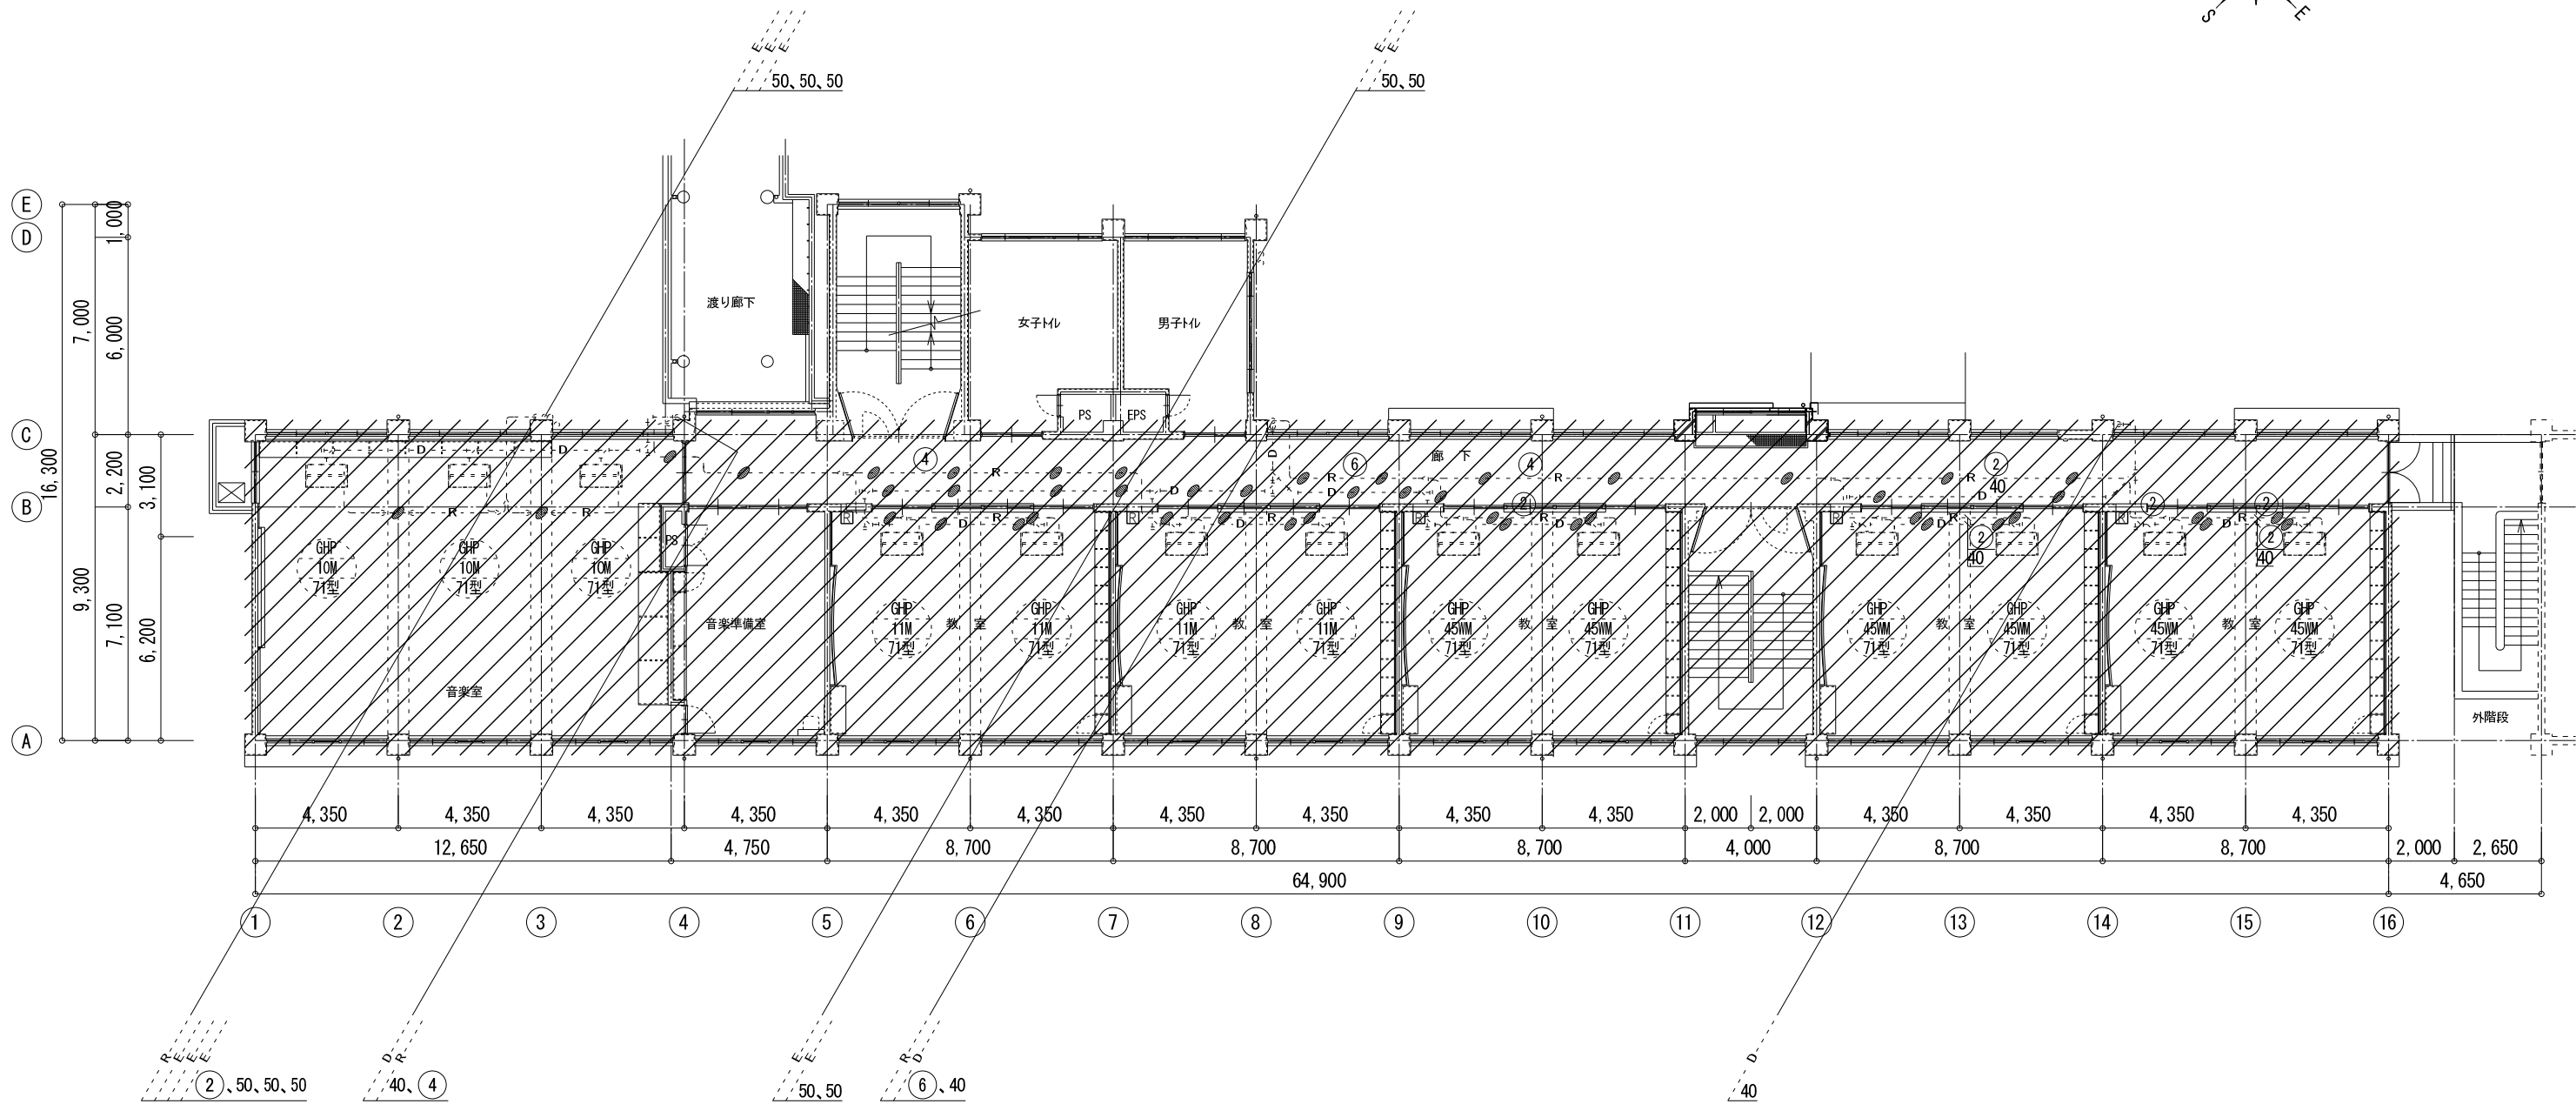 S
E
E
E
E
50、50、50
E
E
50、50
E
D
C
B
A
1,000
7,000
6,000
16,300
2,200
3,100
9,300
7,100
6,200
渡り廊下
女子トイレ
男子トイレ
PS
EPS
D
D
R
R
④
R
D
D
⑥
R
D
廊 下
④
R
②
R
40
D
R
D
R
R
D
R
R
D
R
R
②
R
D
R
R
D
②
40
R
②
②
R
D
②
40
PS
GHP
10M
71型
GHP
10M
71型
GHP
10M
71型
音楽室
音楽準備室
GHP
11M
71型
教 室
GHP
11M
71型
GHP
11M
71型
教 室
GHP
11M
71型
GHP
45WM
71型
教 室
GHP
45WM
71型
GHP
45WM
71型
教 室
GHP
45WM
71型
GHP
45WM
71型
教 室
GHP
45WM
71型
外階段
4,350 4,350 4,350 4,350 4,350 4,350 4,350 4,350 4,350 4,350 2,000 2,000 4,350 4,350 4,350 4,350
12,650 4,750 8,700 8,700 8,700 4,000 8,700 8,700 2,000 2,650
64,900 4,650
① ② ③ ④ ⑤ ⑥ ⑦ ⑧ ⑨ ⑩ ⑪ ⑫ ⑬ ⑭ ⑮ ⑯
R
E
E
E
②、50、50、50
D
R
40、④
E
E
50、50
R
D
⑥、40
D
40